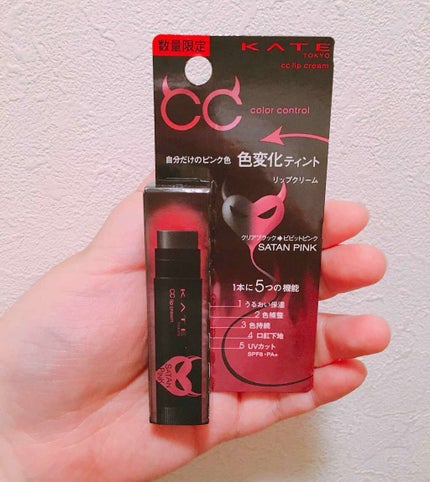 数量限定
KATE
TOKYO
cc lip cream
CC
color control
自分だけのピンク色 色変化ティント
リップクリーム
クリアブラック→ビビットピンク
SATAN PINK
1本に5つの機能
1 うるおい保湿
2 色補整
3 色持続
4 口紅下地
5 UVカット
SPF8・PA+
KATE
TOKYO
CC lip cream
SATAN
PINK